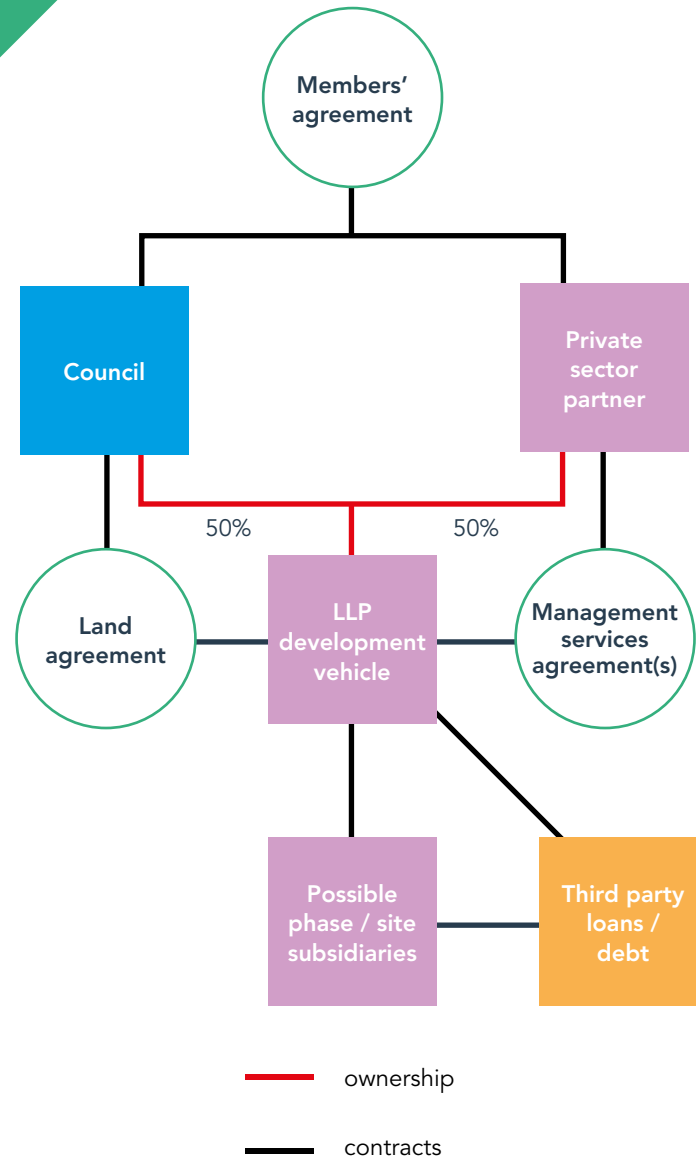 Members’
agreement
Council
Private
sector
partner
50%
50%
Land
agreement
LLP
development
vehicle
Management
services
agreement(s)
Possible
phase / site
subsidiaries
Third party
loans /
debt
ownership
contracts